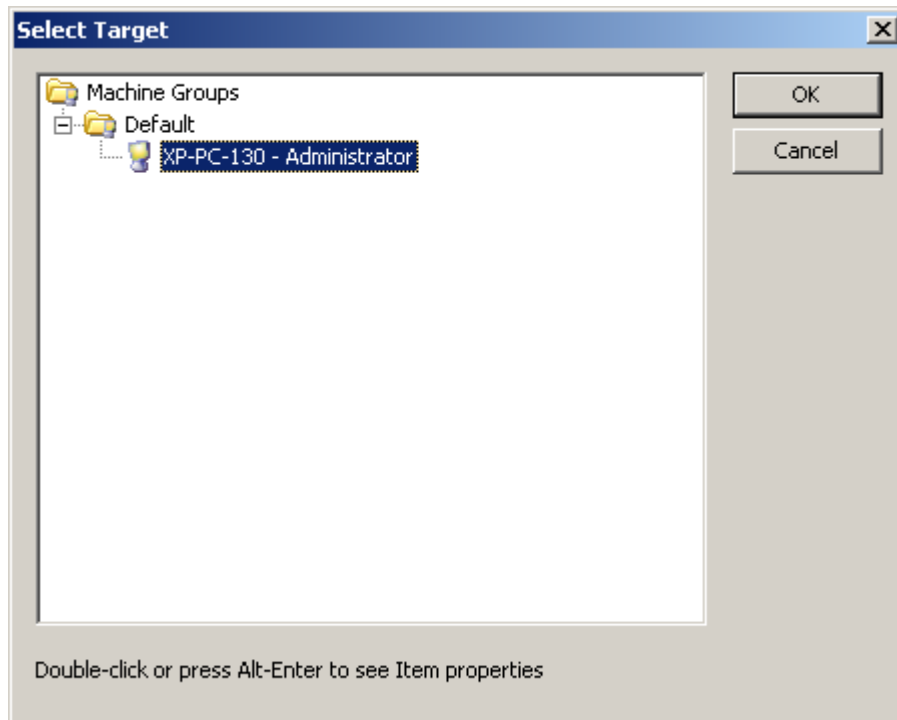 Select Target
Machine Groups
OK
Default
XP-PC-130 - Administrator
Cancel
Double-click or press Alt-Enter to see Item properties